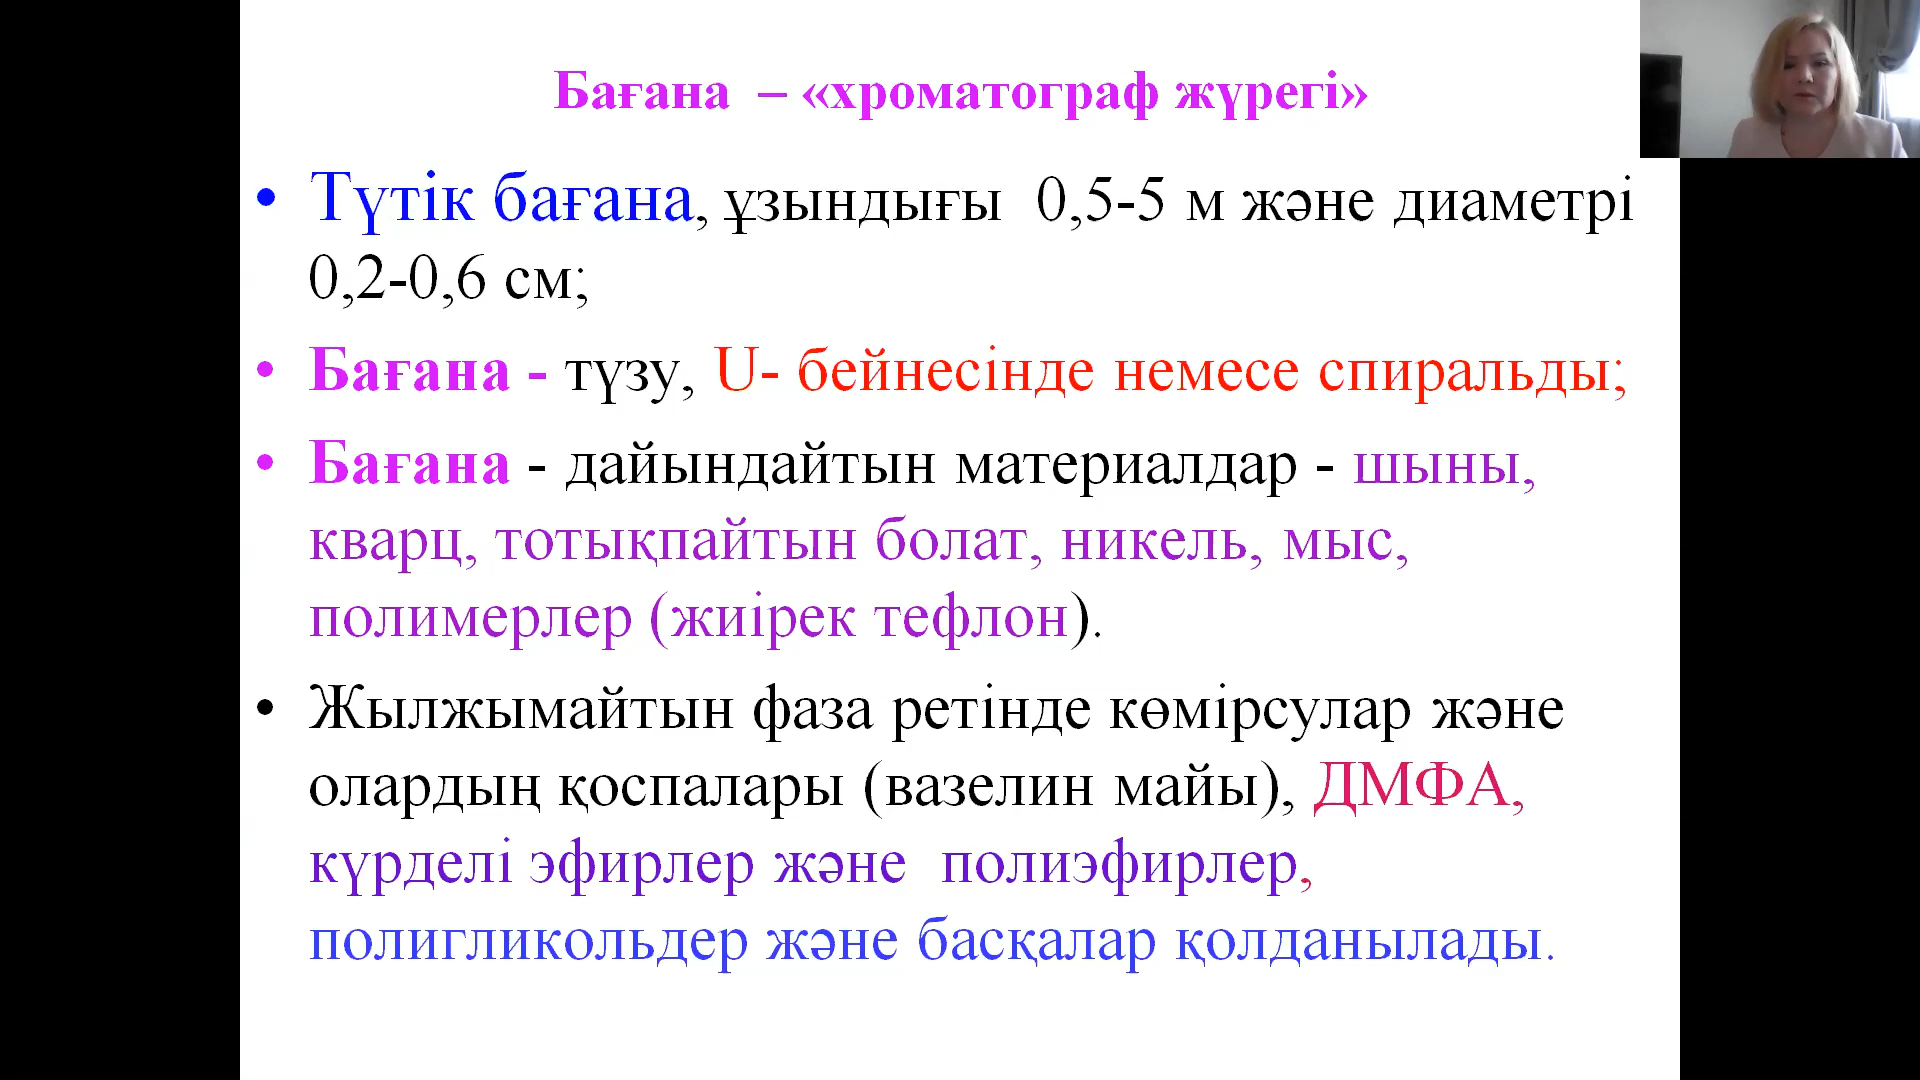 Бағана – «хроматограф жүрегі»
• Түтік бағана, ұзындығы 0,5-5 м және диаметрі
0,2-0,6 см;
• Бағана - түзу, U- бейнесінде немесе спиральды;
• Бағана - дайындайтын материалдар - шыны,
кварц, тотықпайтын болат, никель, мыс,
полимерлер (жиірек тефлон).
• Жылжымайтын фаза ретінде көмірсулар және
олардың қоспалары (вазелин майы), ДМФА,
күрделі эфирлер және полиэфирлер,
полигликольдер және басқалар қолданылады.